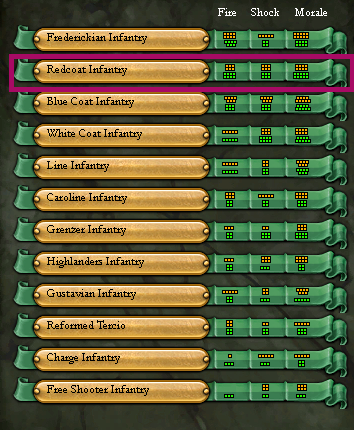 Fire Shock Morale
Frederickian Infantry
Redcoat Infantry
Blue Coat Infantry
White Coat Infantry
Line Infantry
Caroline Infantry
Grenzer Infantry
Highlanders Infantry
Gustavian Infantry
Reformed Tercio
Charge Infantry
Free Shooter Infantry